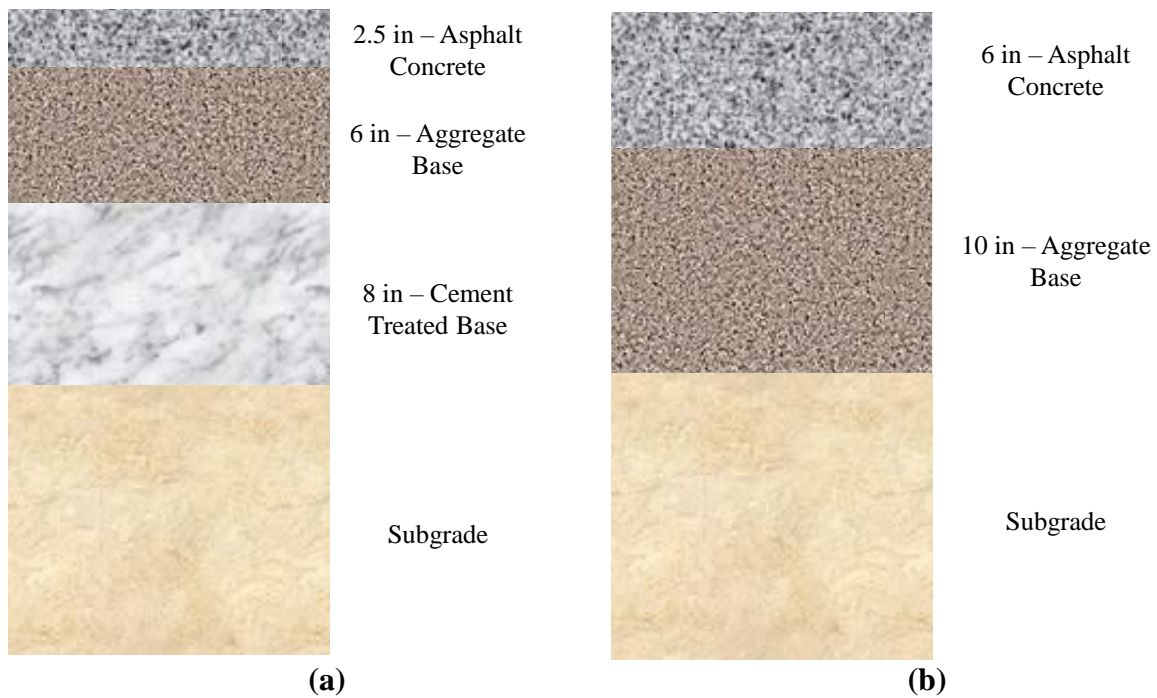 2.5 in – Asphalt
Concrete
6 in – Aggregate
Base
8 in – Cement
Treated Base
Subgrade
(a)
6 in – Asphalt
Concrete
10 in – Aggregate
Base
Subgrade
(b)